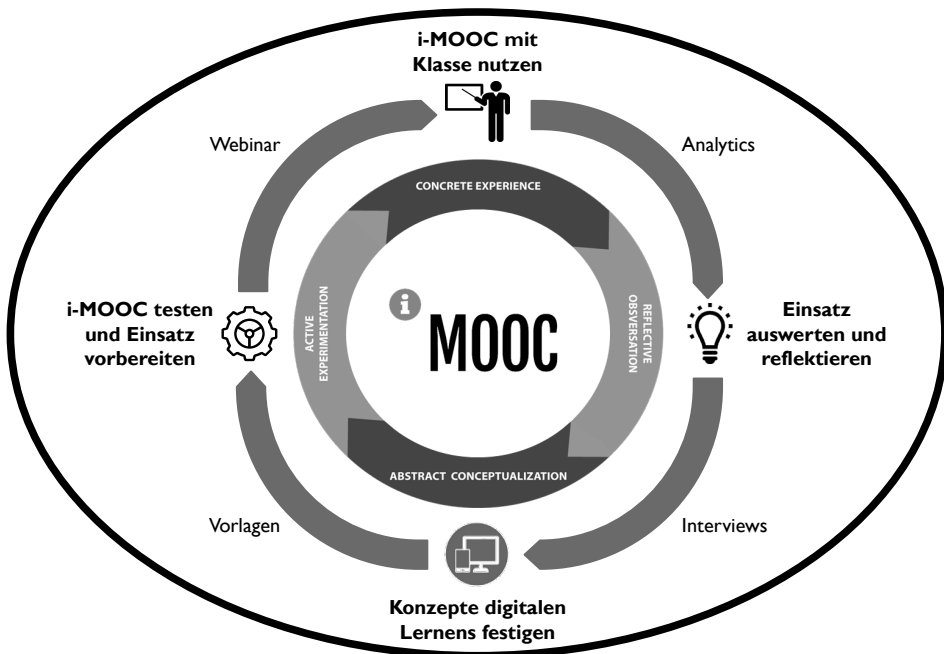 i-MOOC mit
Klasse nutzen
Webinar
Analytics
CONCRETE EXPERIENCE
i-MOOC testen
und Einsatz
vorbereiten
ACTIVE
EXPERIMENTATION
i
MOOC
REFLECTIVE
OBSVERSATION
Einsatz
auswerten und
reflektieren
ABSTRACT CONCEPTUALIZATION
Vorlagen
Interviews
Konzepte digitalen
Lernens festigen